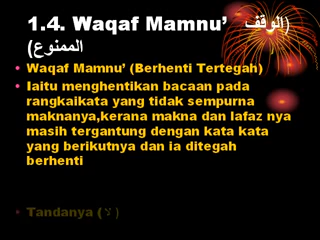 1.4. Waqaf Mamnu’ (الوقف
الممنوع)
Waqaf Mamnu’ (Berhenti Tertegah)
Iaitu menghentikan bacaan pada
rangkaikata yang tidak sempurna
maknanya,kerana makna dan lafaz nya
masih tergantung dengan kata kata
yang berikutnya dan ia ditegah
berhenti
Tandanya (لا)